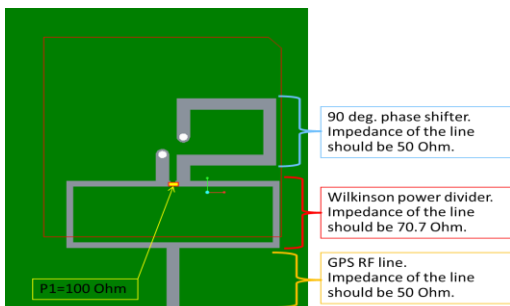 90 deg. phase shifter.
Impedance of the line
should be 50 Ohm.
Wilkinson power divider.
Impedance of the line
should be 70.7 Ohm.
GPS RF line.
Impedance of the line
should be 50 Ohm.
P1=100 Ohm